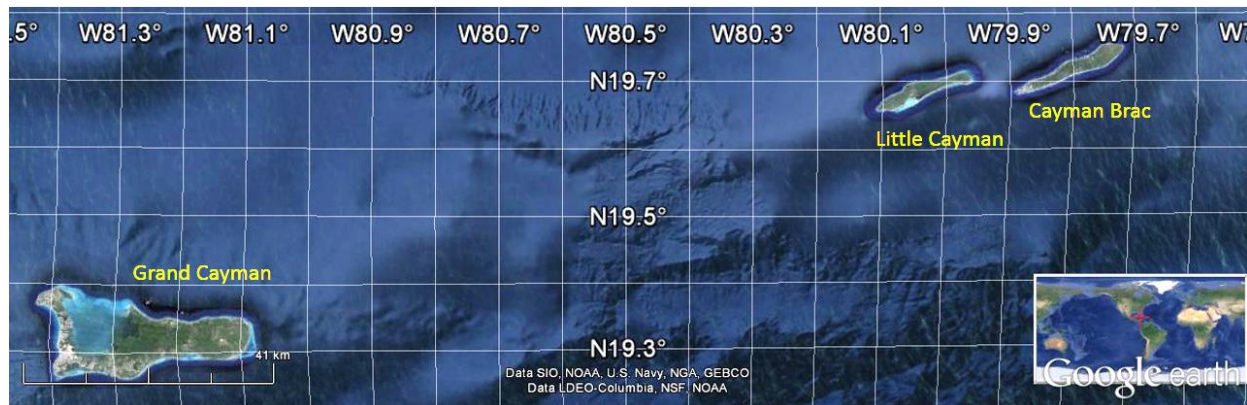 .5° W81.3° W81.1° W80.9° W80.7° W80.5° W80.3° W80.1° W79.9° W79.7°
N19.7°
Cayman Brac
Little Cayman
N19.5°
Grand Cayman
N19.3°
41 km
Data SIO, NOAA, U.S. Navy, NGA, GEBCO
Data LDEO-Columbia, NSF, NOAA
Google earth